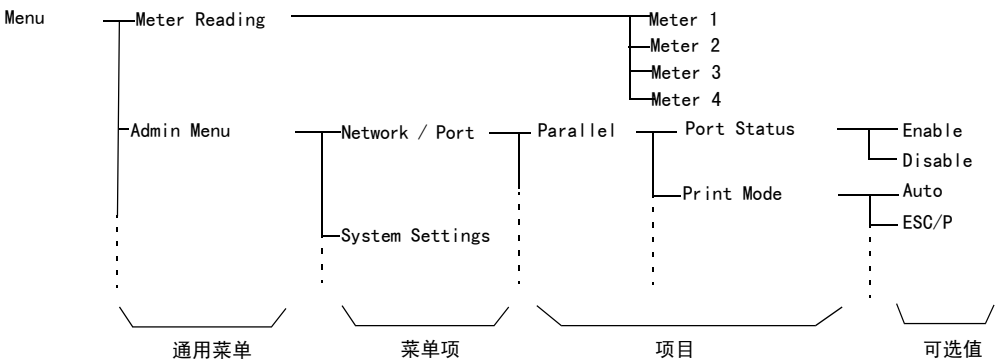 Menu
Meter Reading
Meter 1
Meter 2
Meter 3
Meter 4
Admin Menu
Network / Port
Parallel
Port Status
Enable
Disable
Print Mode
Auto
ESC/P
System Settings
通用菜单
菜单项
项目
可选值